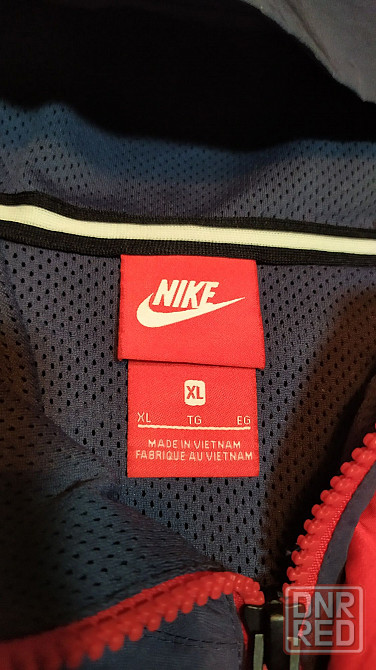 NIKE
XL
XL TG EG
MADE IN VIETNAM
FABRIQUE AU VIETNAM
DNR
RED